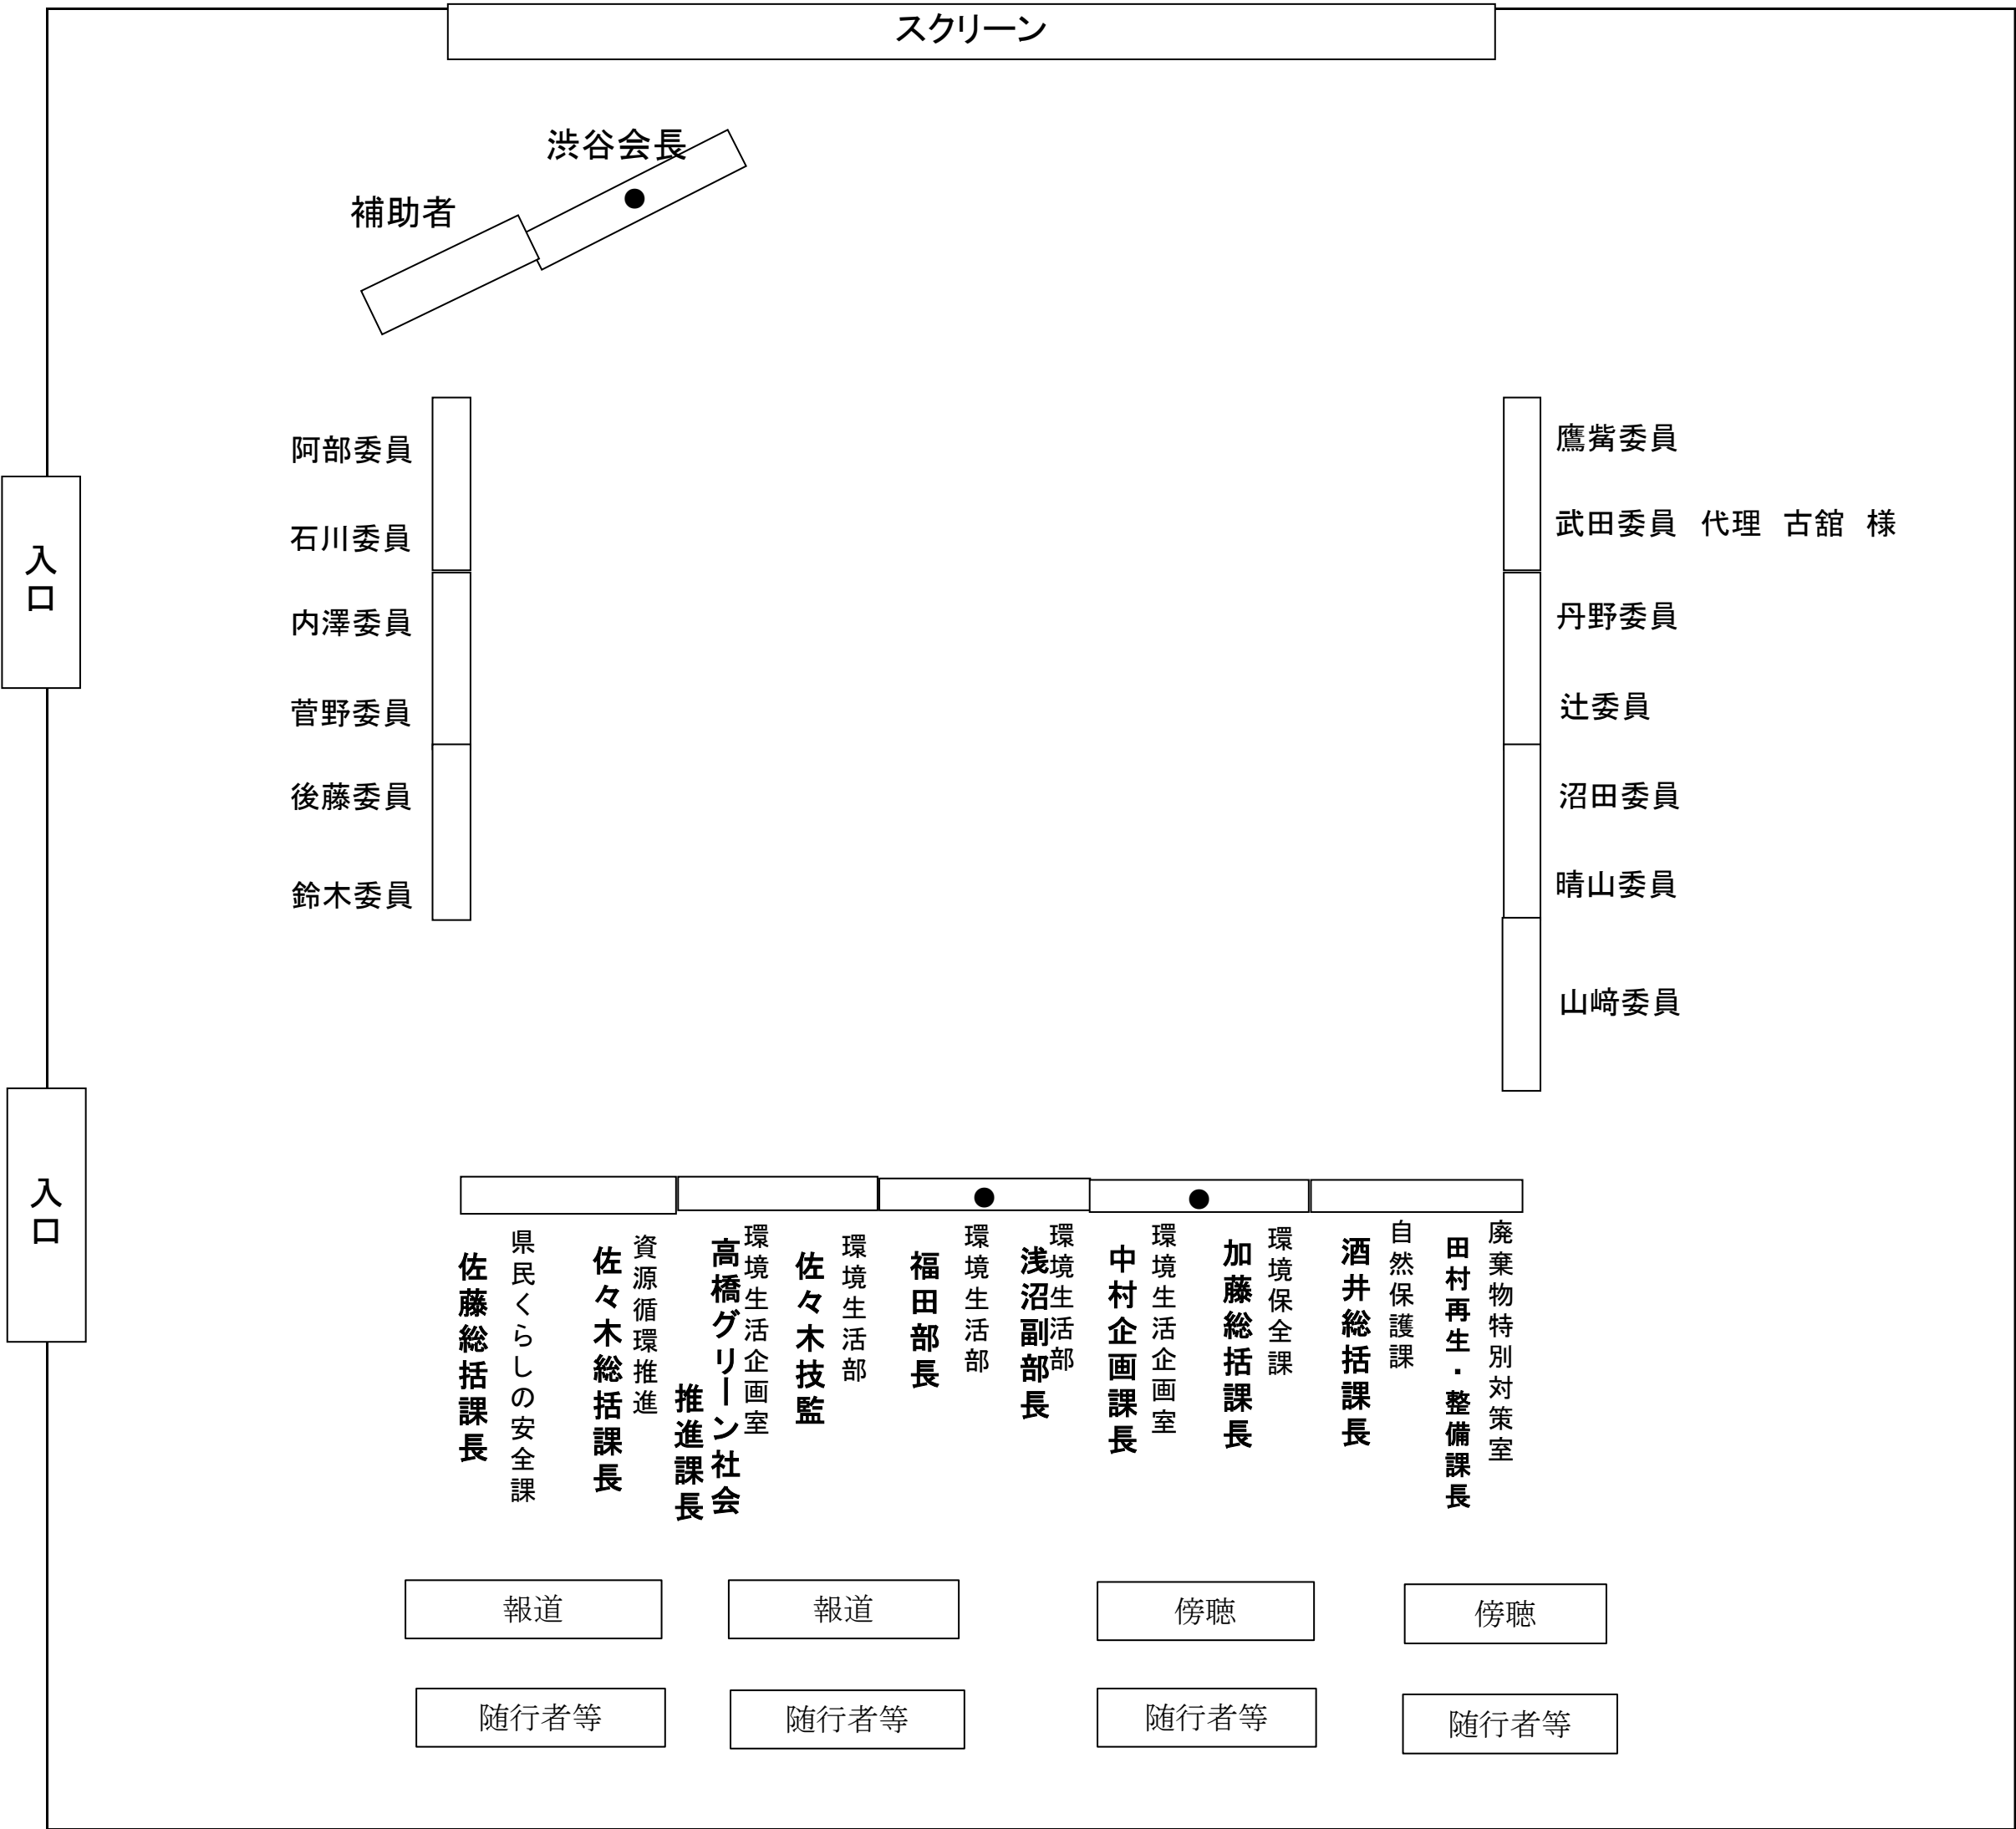 スクリーン
渋谷会長
補助者
阿部委員
石川委員
内澤委員
菅野委員
後藤委員
鈴木委員
鷹觜委員
武田委員　代理　古舘　様
丹野委員
辻委員
沼田委員
晴山委員
山﨑委員
入口
入口
県民くらしの安全課
佐藤総括課長
資源循環推進
佐々木総括課長
環境生活企画室
高橋グリーン社会
推進課長
環境生活部
佐々木技監
環境生活部
福田部長
環境生活部
浅沼副部長
環境生活企画室
中村企画課長
環境保全課
加藤総括課長
自然保護課
酒井総括課長
廃棄物特別対策室
田村再生・整備課長
報道
報道
傍聴
傍聴
随行者等
随行者等
随行者等
随行者等